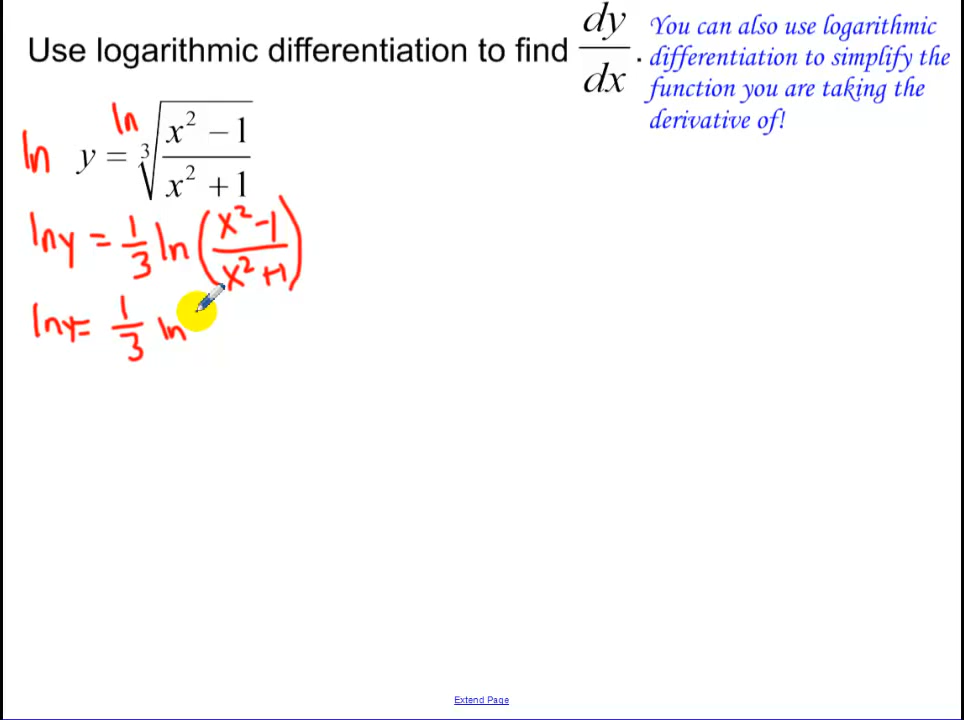 Use logarithmic differentiation to find dy/dx.
You can also use logarithmic
differentiation to simplify the
function you are taking the
derivative of!
ln y = ln ∛((x² − 1)/(x² + 1))
ln y = 1/3 ln ((x² − 1)/(x² + 1))
ln y = 1/3 ln
Extend Page